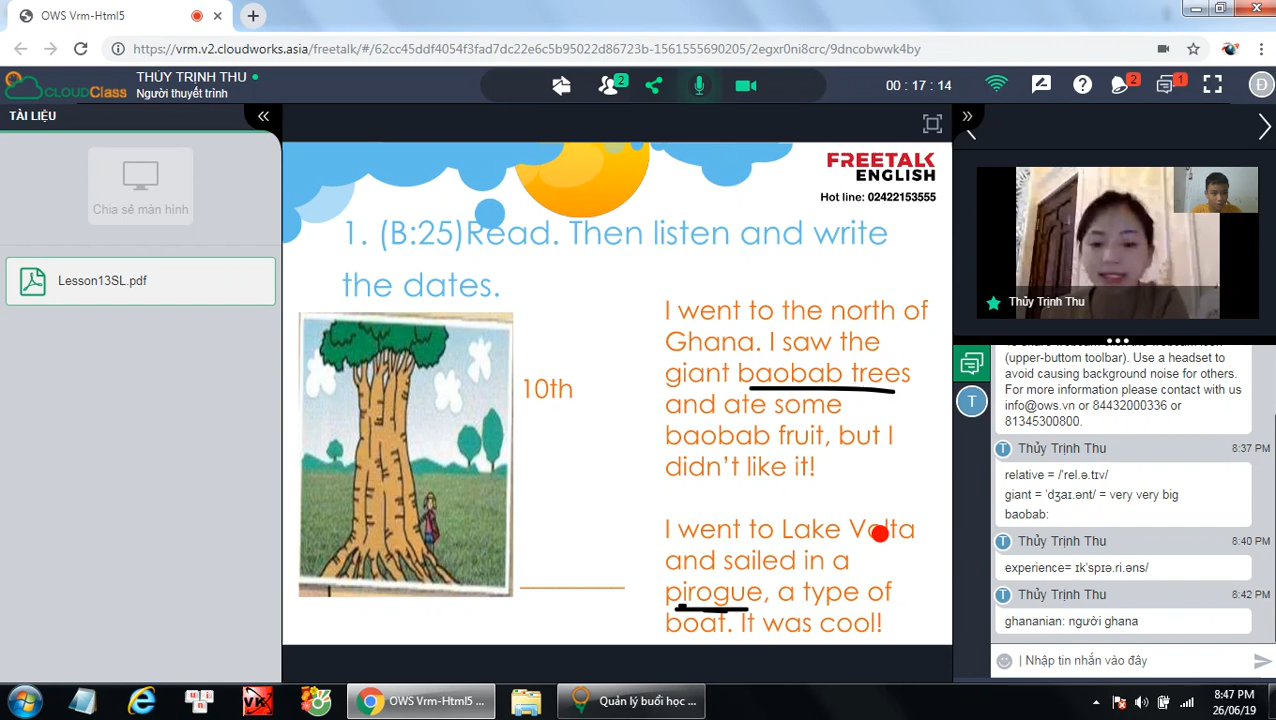 OWS Vrm-Html5
https://vrm.v2.cloudworks.asia/freetalk/#/62cc45ddf4054f3fad7dc22e6c5b95022d86723b-1561555690205/2egxr0ni8crc/9dncobwwk4by
CLOUDClass
THỦY TRỊNH THU
Người thuyết trình
2
00 : 17 : 14
2
1
Đ
TÀI LIỆU
Chia sẻ màn hình
Lesson13SL.pdf
FREETALK
ENGLISH
Hot line: 02422153555
1. (B:25)Read. Then listen and write
the dates.
10th
I went to the north of
Ghana. I saw the
giant baobab trees
and ate some
baobab fruit, but I
didn't like it!
I went to Lake Volta
and sailed in a
pirogue, a type of
boat. It was cool!
Thủy Trịnh Thu
(upper-buttom toolbar). Use a headset to
avoid causing background noise for others.
For more information please contact with us
info@ows.vn or 84432000336 or
81345300800.
T
T Thủy Trịnh Thu 8:37 PM
relative = /ˈrel.ə.tɪv/
giant = ˈdʒaɪ.ənt/ = very very big
baobab:
T Thủy Trịnh Thu 8:40 PM
experience= ɪkˈspɪə.ri.əns/
T Thủy Trịnh Thu 8:42 PM
ghananian: người ghana
Nhập tin nhắn vào đây
OWS Vrm-Html5 ...
Quản lý buổi học ...
8:47 PM
26/06/19